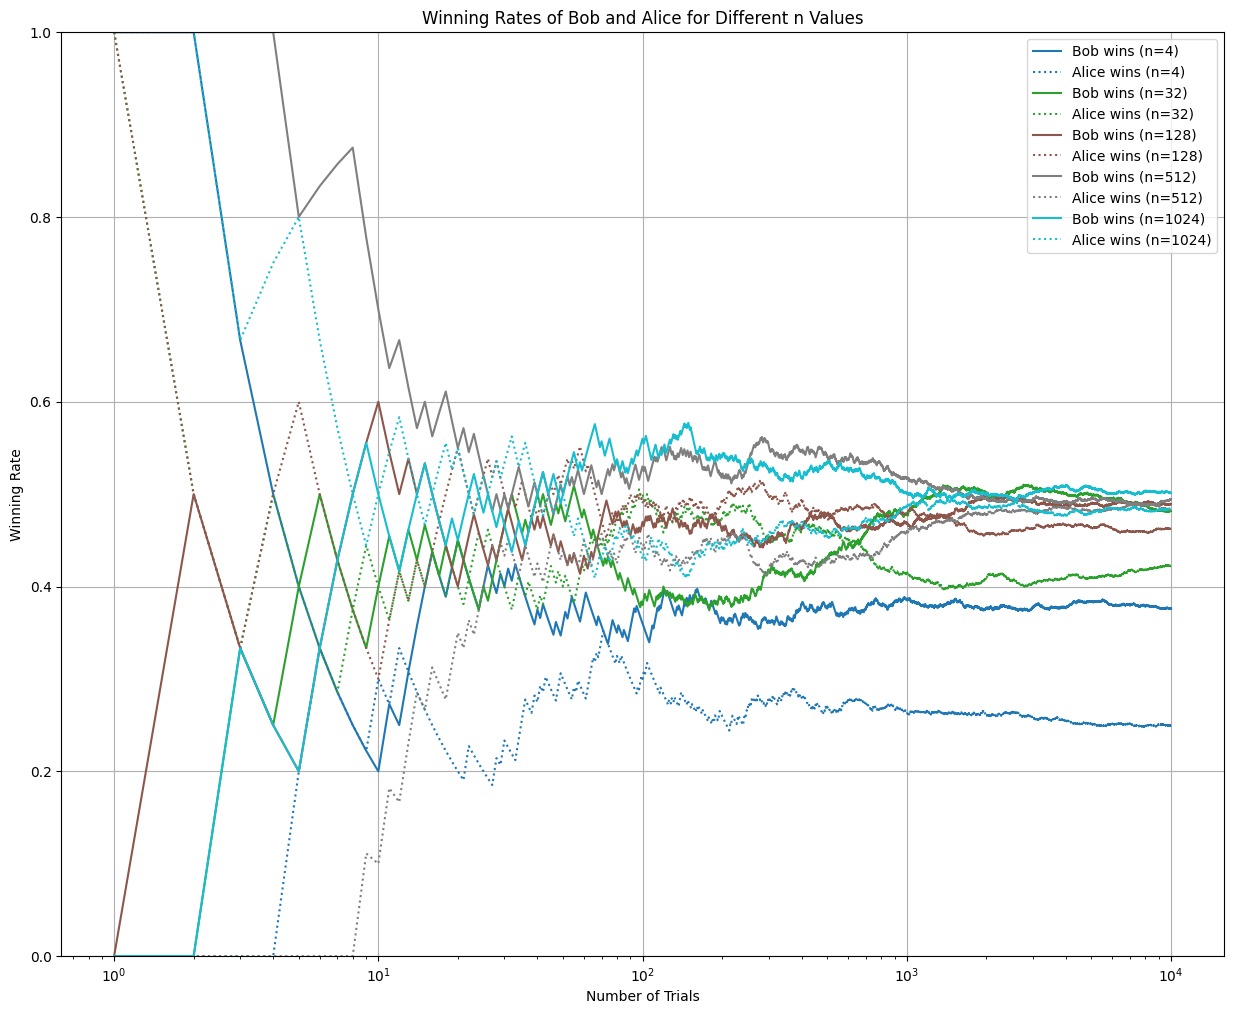 Winning Rates of Bob and Alice for Different n Values
1.0
0.8
0.6
0.4
0.2
0.0
Winning Rate
Bob wins (n=4)
Alice wins (n=4)
Bob wins (n=32)
Alice wins (n=32)
Bob wins (n=128)
Alice wins (n=128)
Bob wins (n=512)
Alice wins (n=512)
Bob wins (n=1024)
Alice wins (n=1024)
10⁰ 10¹ 10² 10³ 10⁴
Number of Trials